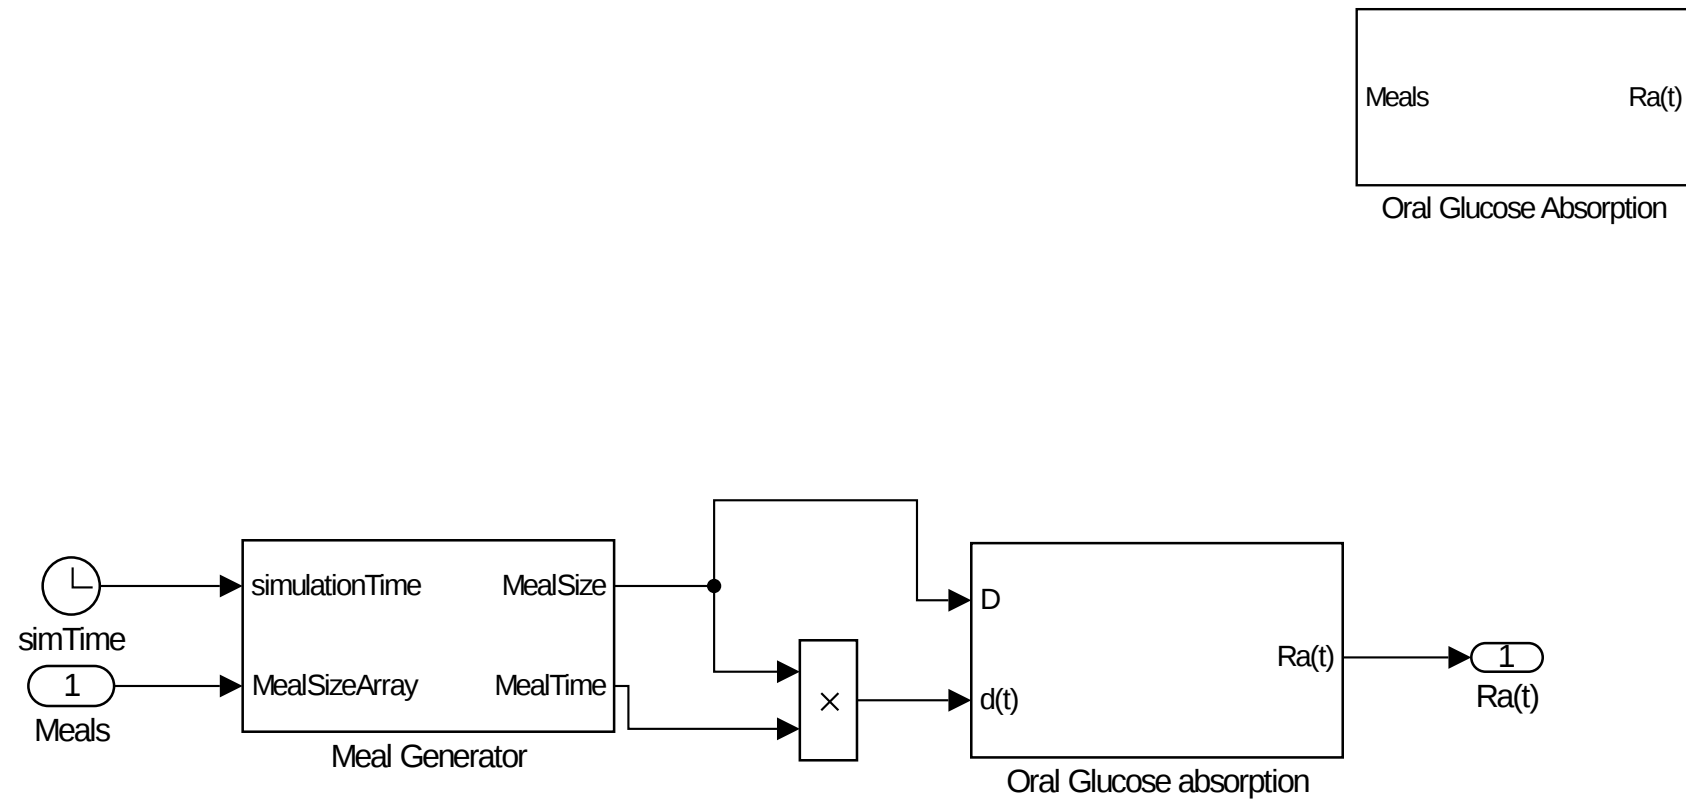 Meals
Ra(t)
Oral Glucose Absorption
simulationTime
MealSize
simTime
D
1
MealSizeArray
MealTime
×
d(t)
Ra(t)
1
Meals
Ra(t)
Meal Generator
Oral Glucose absorption